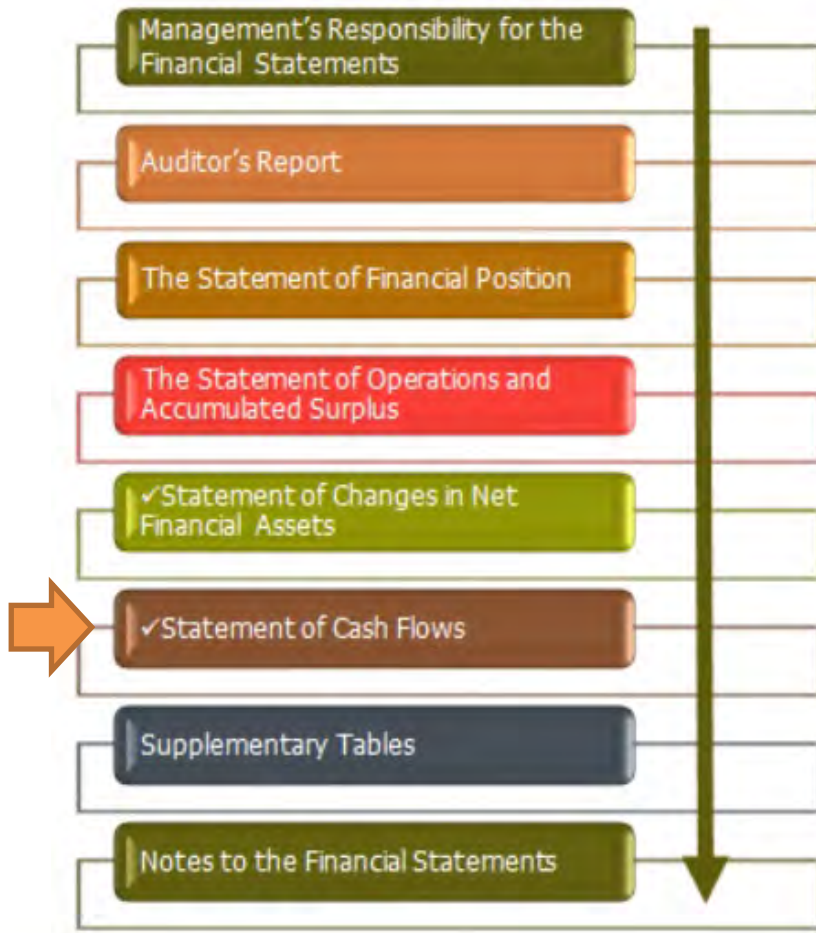 Management's Responsibility for the
Financial Statements
Auditor's Report
The Statement of Financial Position
The Statement of Operations and
Accumulated Surplus
✓Statement of Changes in Net
Financial Assets
✓Statement of Cash Flows
Supplementary Tables
Notes to the Financial Statements